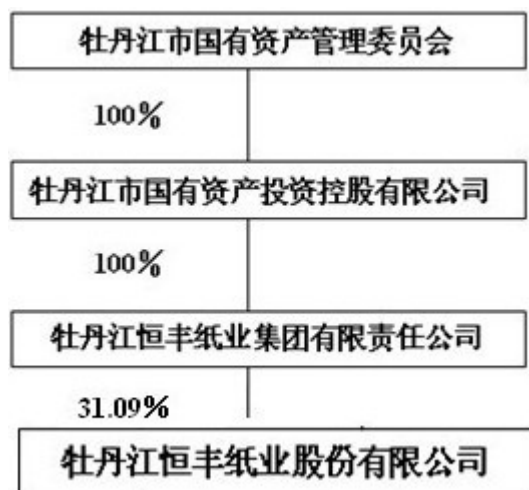 牡丹江市国有资产管理委员会
100%
牡丹江市国有资产投资控股有限公司
100%
牡丹江恒丰纸业集团有限责任公司
31.09%
牡丹江恒丰纸业股份有限公司